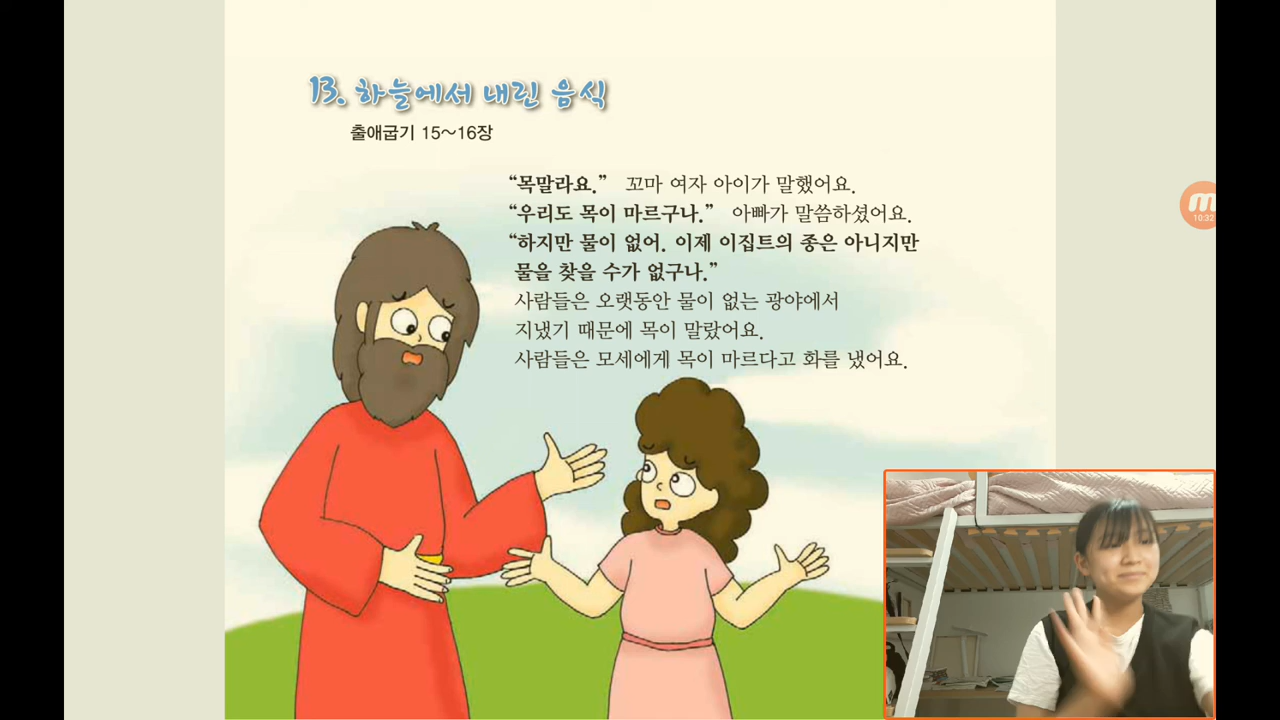 13. 하늘에서 내린 음식
출애굽기 15~16장
“목말라요.” 꼬마 여자 아이가 말했어요.
“우리도 목이 마르구나.” 아빠가 말씀하셨어요.
“하지만 물이 없어. 이제 이집트의 종은 아니지만
물을 찾을 수가 없구나.”
사람들은 오랫동안 물이 없는 광야에서
지냈기 때문에 목이 말랐어요.
사람들은 모세에게 목이 마르다고 화를 냈어요.
10:32